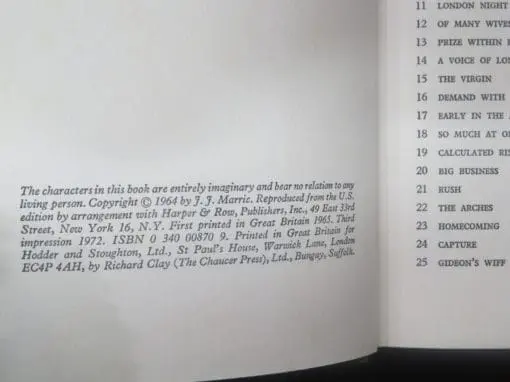 The characters in this book are entirely imaginary and bear no relation to any
living person. Copyright © 1964 by J. J. Marric. Reproduced from the U.S.
edition by arrangement with Harper & Row, Publishers, Inc., 49 East 33rd
Street, New York 16, N.Y. First printed in Great Britain 1965. Third
impression 1972. ISBN 0 340 00870 9. Printed in Great Britain for
Hodder and Stoughton, Ltd., St Paul's House, Warwick Lane, London
EC4P 4AH, by Richard Clay (The Chaucer Press), Ltd., Bungay, Suffolk.
11 LONDON NIGHT
12 OF MANY WIVES
13 PRIZE WITHIN
14 A VOICE OF
15 THE VIRGIN
16 DEMAND WITH
17 EARLY IN THE
18 SO MUCH AT
19 CALCULATED
20 BIG BUSINESS
21 RUSH
22 THE ARCHES
23 HOMECOMING
24 CAPTURE
25 GIDEON'S WIFF